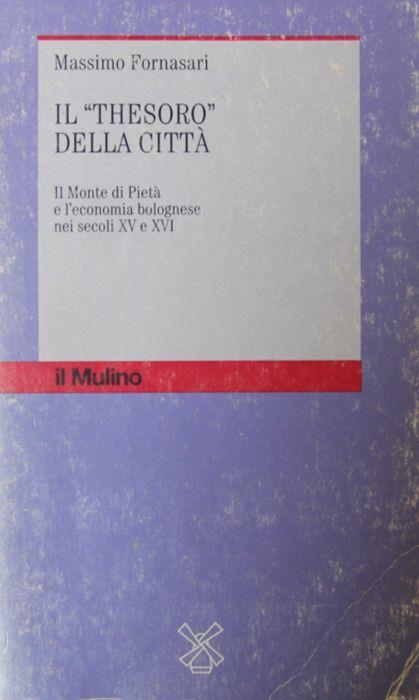 Massimo Fornasari
IL “THESORO”
DELLA CITTÀ
Il Monte di Pietà
e l'economia bolognese
nei secoli XV e XVI
il Mulino